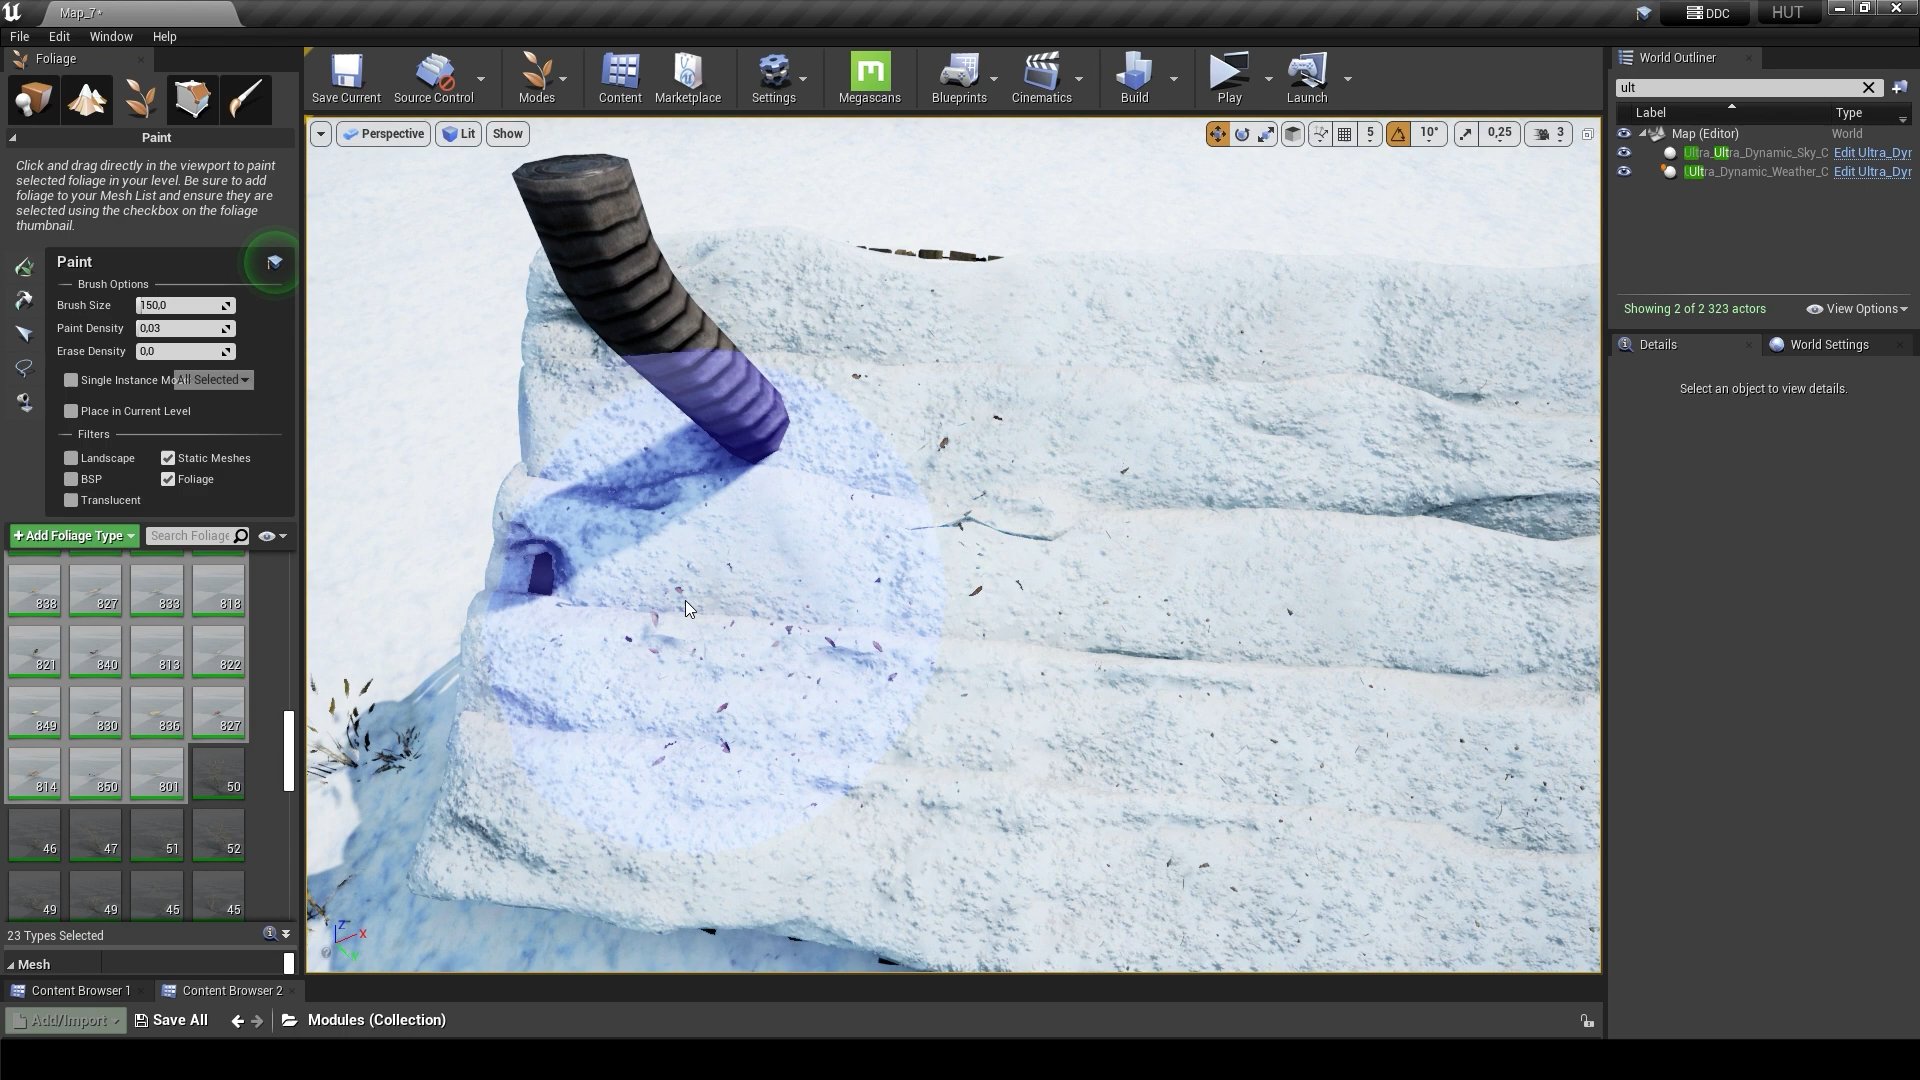 Map_7*
DDC
HUT
File Edit Window Help
Foliage
Paint
Click and drag directly in the viewport to paint
selected foliage in your level. Be sure to add
foliage to your Mesh List and ensure they are
selected using the checkbox on the foliage
thumbnail.
Paint
Brush Options
Brush Size 150,0
Paint Density 0,03
Erase Density 0,0
Single Instance Mo All Selected
Place in Current Level
Filters
Landscape Static Meshes
BSP Foliage
Translucent
+Add Foliage Type Search Foliage
838 827 833 818
821 840 813 822
849 830 836 827
814 850 801 50
46 47 51 52
49 49 45 45
23 Types Selected
Mesh
Save Current Source Control Modes Content Marketplace Settings Megascans Blueprints Cinematics Build Play Launch
Perspective Lit Show
5 10° 0,25 3
Z X Y
World Outliner
ult
Label Type
Map (Editor) World
Ultra_Ultra_Dynamic_Sky_C Edit Ultra_Dyr
Ultra_Dynamic_Weather_C Edit Ultra_Dyr
Showing 2 of 2 323 actors View Options
Details World Settings
Select an object to view details.
Content Browser 1 Content Browser 2
Add/Import Save All Modules (Collection)